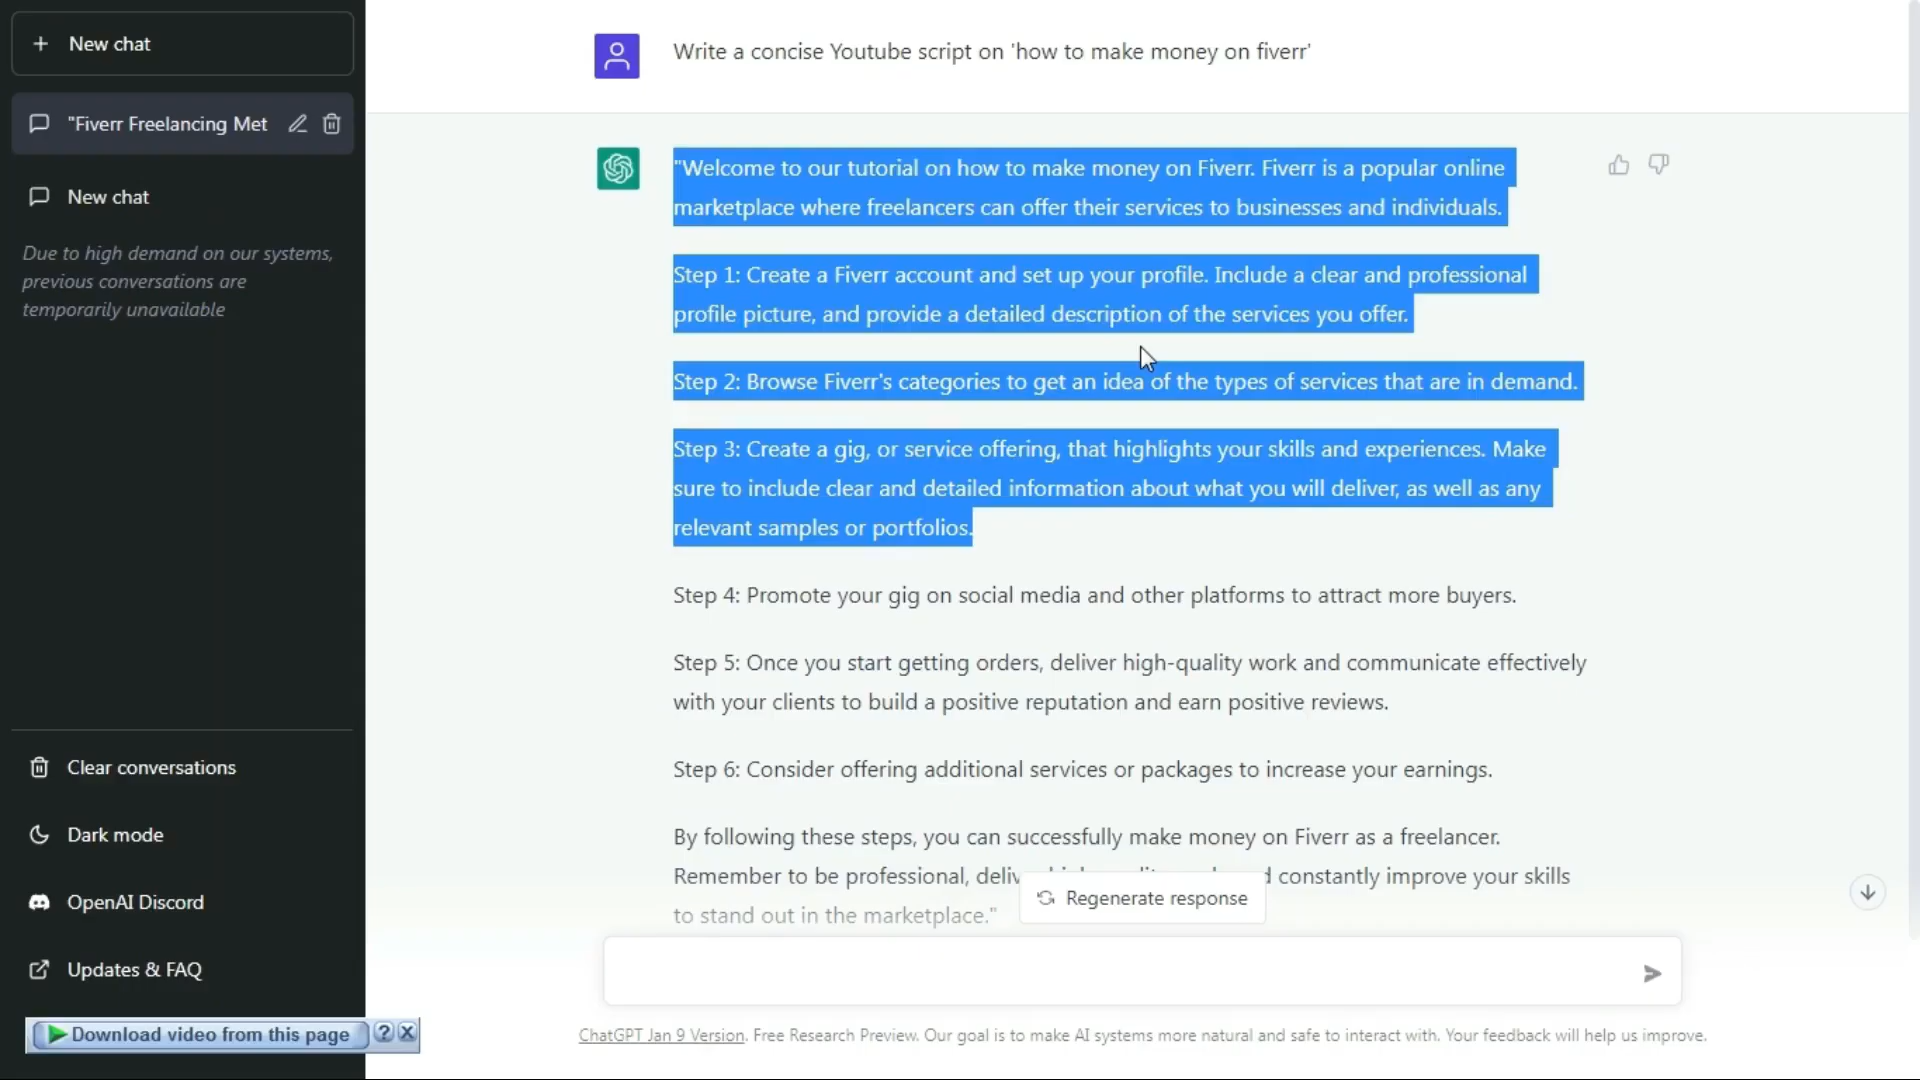 New chat
"Fiverr Freelancing Met
New chat
Due to high demand on our systems,
previous conversations are
temporarily unavailable
Clear conversations
Dark mode
OpenAI Discord
Updates & FAQ
Download video from this page ? X
Write a concise Youtube script on 'how to make money on fiverr'
"Welcome to our tutorial on how to make money on Fiverr. Fiverr is a popular online
marketplace where freelancers can offer their services to businesses and individuals.
Step 1: Create a Fiverr account and set up your profile. Include a clear and professional
profile picture, and provide a detailed description of the services you offer.
Step 2: Browse Fiverr's categories to get an idea of the types of services that are in demand.
Step 3: Create a gig, or service offering, that highlights your skills and experiences. Make
sure to include clear and detailed information about what you will deliver, as well as any
relevant samples or portfolios.
Step 4: Promote your gig on social media and other platforms to attract more buyers.
Step 5: Once you start getting orders, deliver high-quality work and communicate effectively
with your clients to build a positive reputation and earn positive reviews.
Step 6: Consider offering additional services or packages to increase your earnings.
By following these steps, you can successfully make money on Fiverr as a freelancer.
Remember to be professional, constantly improve your skills
to stand out in the marketplace."
Regenerate response
ChatGPT Jan 9 Version. Free Research Preview. Our goal is to make AI systems more natural and safe to interact with. Your feedback will help us improve.